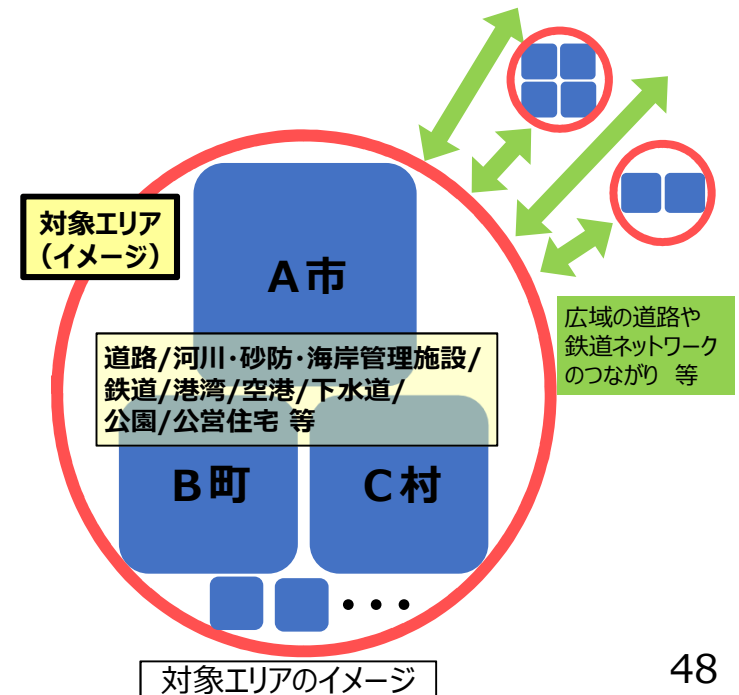 対象エリア
(イメージ)
A市
道路/河川・砂防・海岸管理施設/
鉄道/港湾/空港/下水道/
公園/公営住宅 等
B町
C村
・・・
広域の道路や
鉄道ネットワーク
のつながり 等
対象エリアのイメージ
48